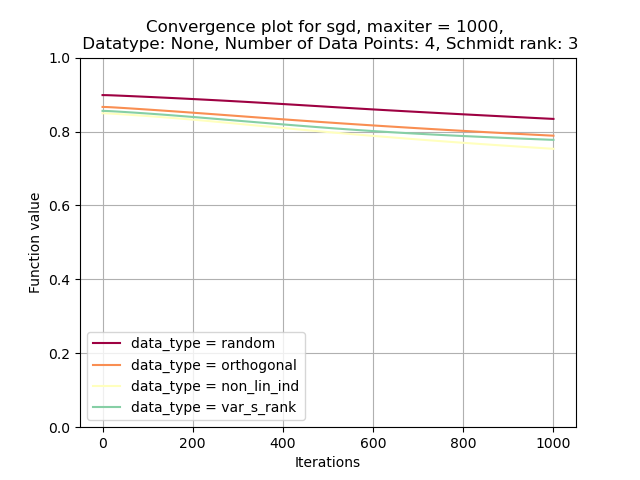 Convergence plot for sgd, maxiter = 1000,
Datatype: None, Number of Data Points: 4, Schmidt rank: 3
1.0
0.8
0.6
0.4
0.2
0.0
Function value
data_type = random
data_type = orthogonal
data_type = non_lin_ind
data_type = var_s_rank
0 200 400 600 800 1000
Iterations